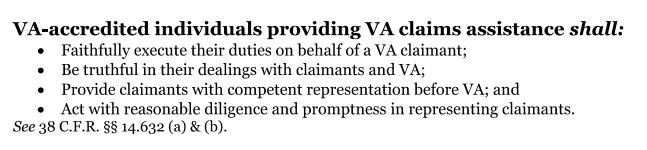 VA-accredited individuals providing VA claims assistance shall:
• Faithfully execute their duties on behalf of a VA claimant;
• Be truthful in their dealings with claimants and VA;
• Provide claimants with competent representation before VA; and
• Act with reasonable diligence and promptness in representing claimants.
See 38 C.F.R. §§ 14.632 (a) & (b).